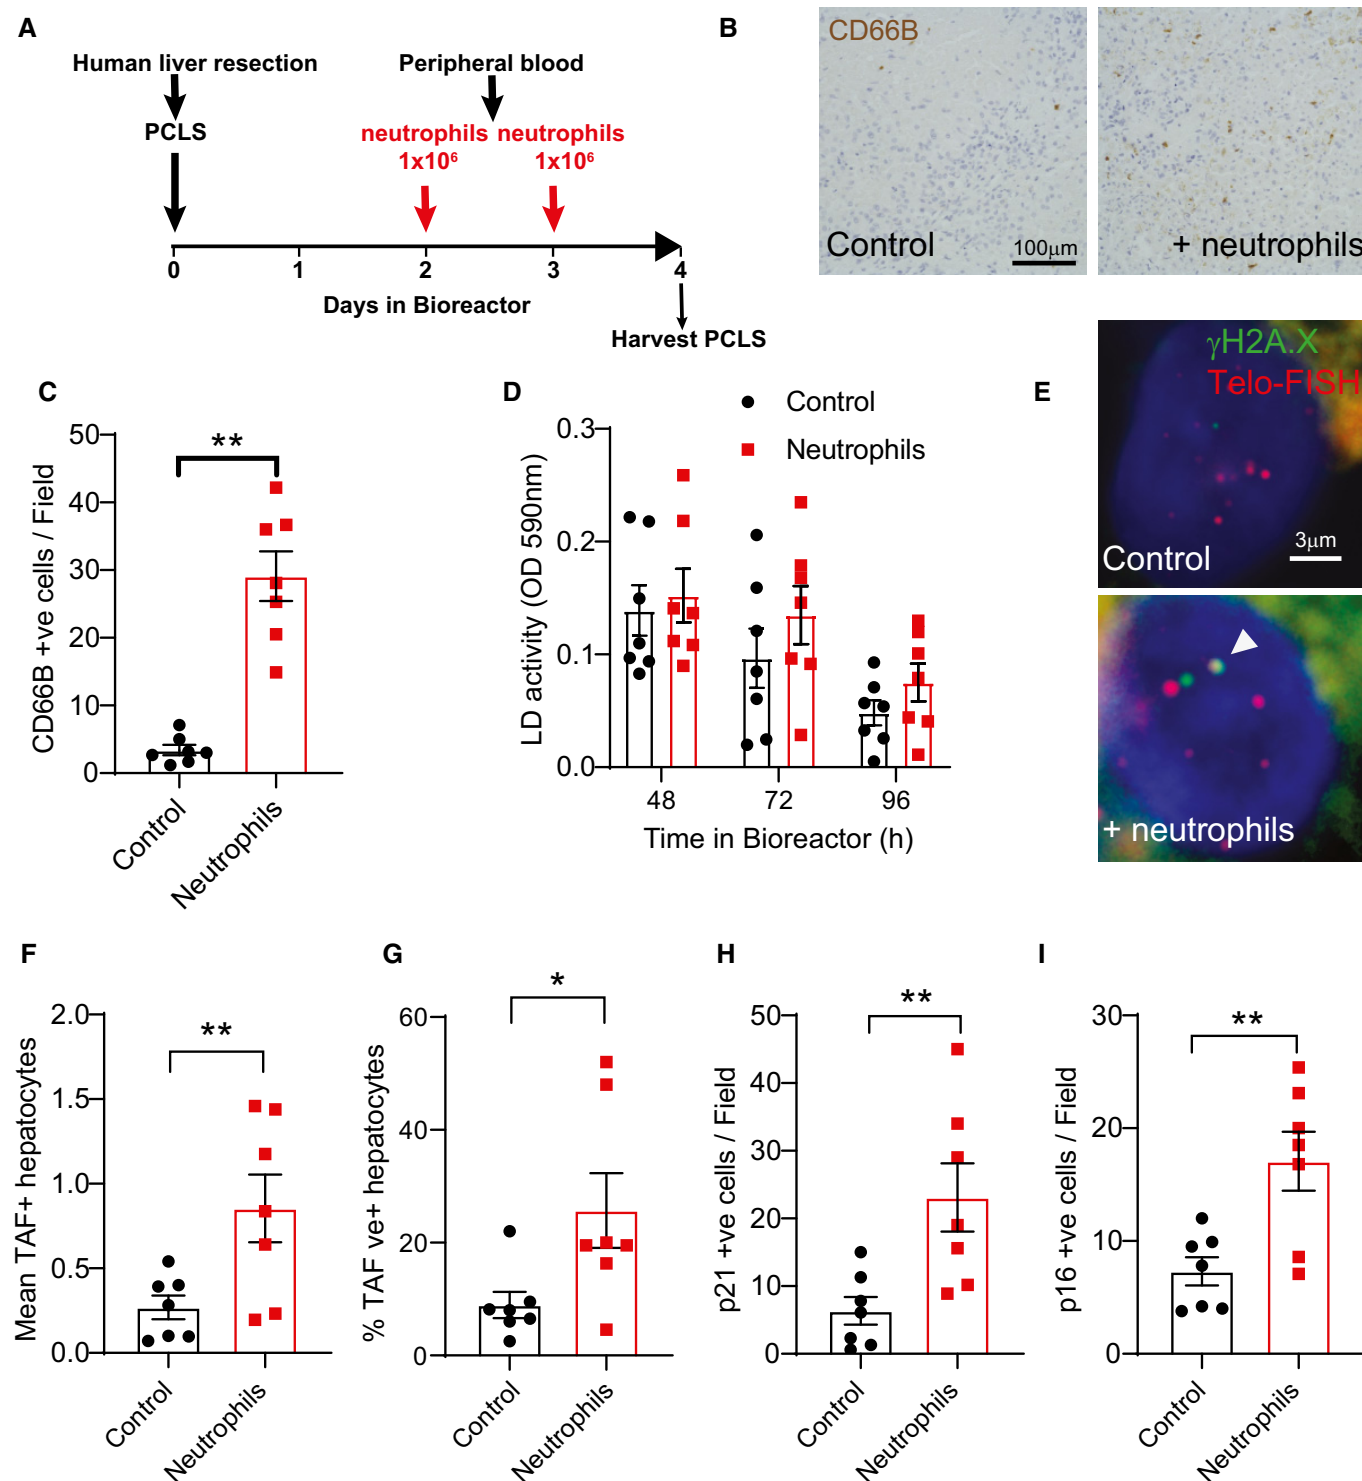 A
Human liver resection
Peripheral blood
PCLS
neutrophils neutrophils
1x10⁶ 1x10⁶
0 1 2 3 4
Days in Bioreactor
Harvest PCLS
B
CD66B
Control
100μm
+ neutrophils
C
**
CD66B +ve cells / Field
50
40
30
20
10
0
Control
Neutrophils
D
Control
Neutrophils
LD activity (OD 590nm)
0.3
0.2
0.1
0.0
48 72 96
Time in Bioreactor (h)
E
γH2A.X
Telo-FISH
Control
3μm
+ neutrophils
F
**
Mean TAF+ hepatocytes
2.0
1.5
1.0
0.5
0.0
Control
Neutrophils
G
*
% TAF ve+ hepatocytes
60
40
20
0
Control
Neutrophils
H
**
p21 +ve cells / Field
50
40
30
20
10
0
Control
Neutrophils
I
**
p16 +ve cells / Field
30
20
10
0
Control
Neutrophils